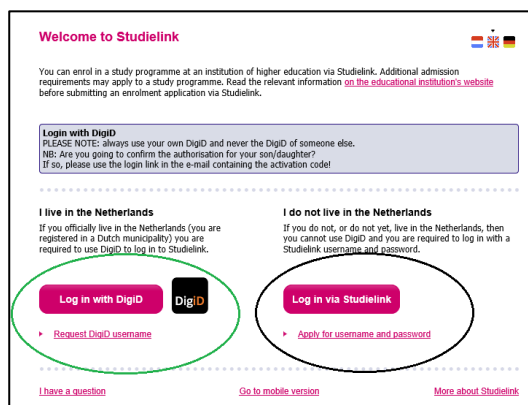 Welcome to Studielink
You can enrol in a study programme at an institution of higher education via Studielink. Additional admission
requirements may apply to a study programme. Read the relevant information on the educational institution's website
before submitting an enrolment application via Studielink.
Login with DigiD
PLEASE NOTE: always use your own DigiD and never the DigiD of someone else.
NB: Are you going to confirm the authorisation for your son/daughter?
If so, please use the login link in the e-mail containing the activation code!
I live in the Netherlands
If you officially live in the Netherlands (you are
registered in a Dutch municipality) you are
required to use DigiD to log in to Studielink.
Log in with DigiD
DigiD
Request DigiD username
I do not live in the Netherlands
If you do not, or do not yet, live in the Netherlands, then
you cannot use DigiD and you are required to log in with a
Studielink username and password.
Log in via Studielink
Apply for username and password
I have a question
Go to mobile version
More about Studielink